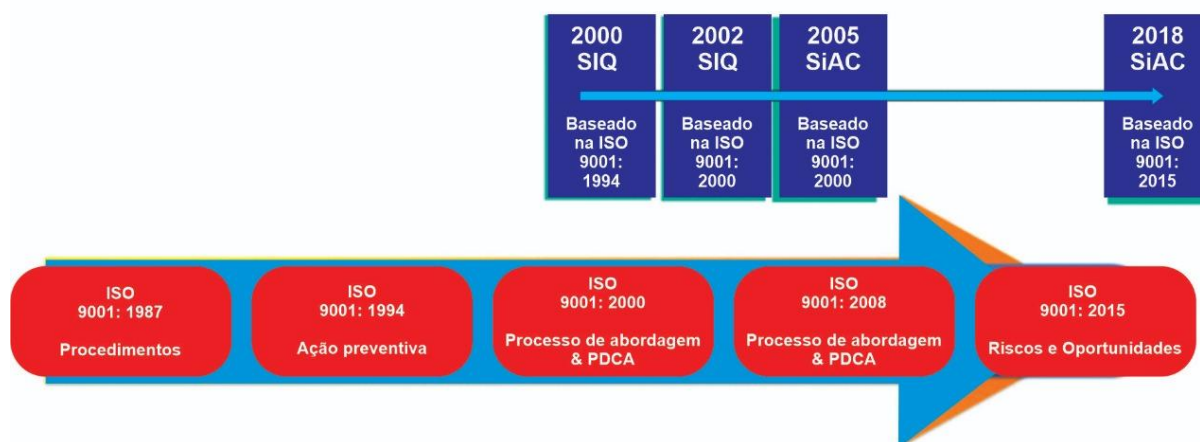 2000
SIQ
Baseado
na ISO
9001:
1994
2002
SIQ
Baseado
na ISO
9001:
2000
2005
SiAC
Baseado
na ISO
9001:
2000
2018
SiAC
Baseado
na ISO
9001:
2015
ISO
9001: 1987
Procedimentos
ISO
9001: 1994
Ação preventiva
ISO
9001: 2000
Processo de abordagem
& PDCA
ISO
9001: 2008
Processo de abordagem
& PDCA
ISO
9001: 2015
Riscos e Oportunidades